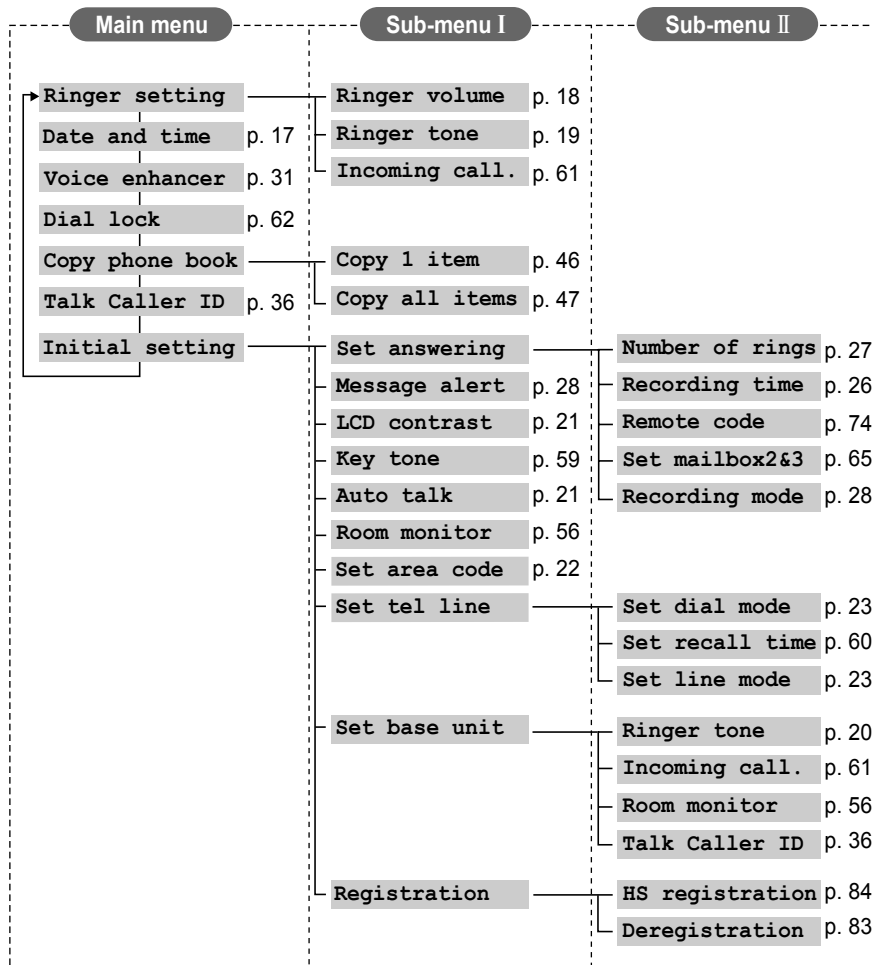 Main menu Sub-menu I Sub-menu Ⅱ
Ringer setting Ringer volume p. 18
Date and time p. 17 Ringer tone p. 19
Voice enhancer p. 31 Incoming call. p. 61
Dial lock p. 62
Copy phone book Copy 1 item p. 46
Talk Caller ID p. 36 Copy all items p. 47
Initial setting Set answering Number of rings p. 27
Message alert p. 28 Recording time p. 26
LCD contrast p. 21 Remote code p. 74
Key tone p. 59 Set mailbox2&3 p. 65
Auto talk p. 21 Recording mode p. 28
Room monitor p. 56
Set area code p. 22
Set tel line Set dial mode p. 23
Set recall time p. 60
Set line mode p. 23
Set base unit Ringer tone p. 20
Incoming call. p. 61
Room monitor p. 56
Talk Caller ID p. 36
Registration HS registration p. 84
Deregistration p. 83